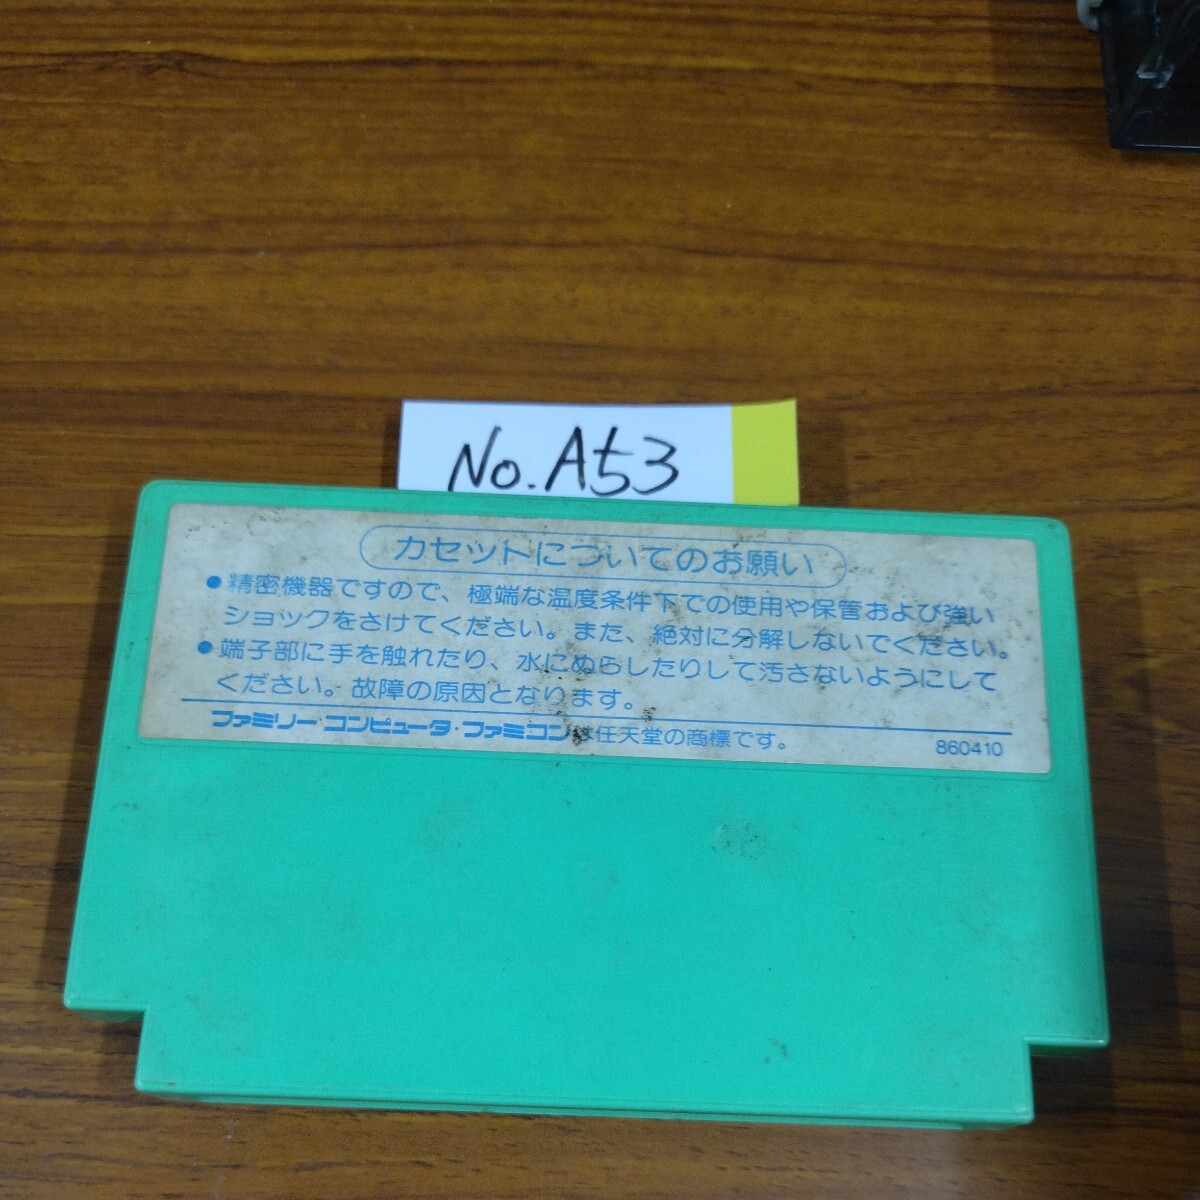 No.A53
カセットについてのお願い
●精密機器ですので、極端な温度条件下での使用や保管および強い
ショックをさけてください。また、絶対に分解しないでください。
●端子部に手を触れたり、水にぬらしたりして汚さないようにして
ください。故障の原因となります。
ファミリーコンピュータ・ファミコンは任天堂の商標です。
860410